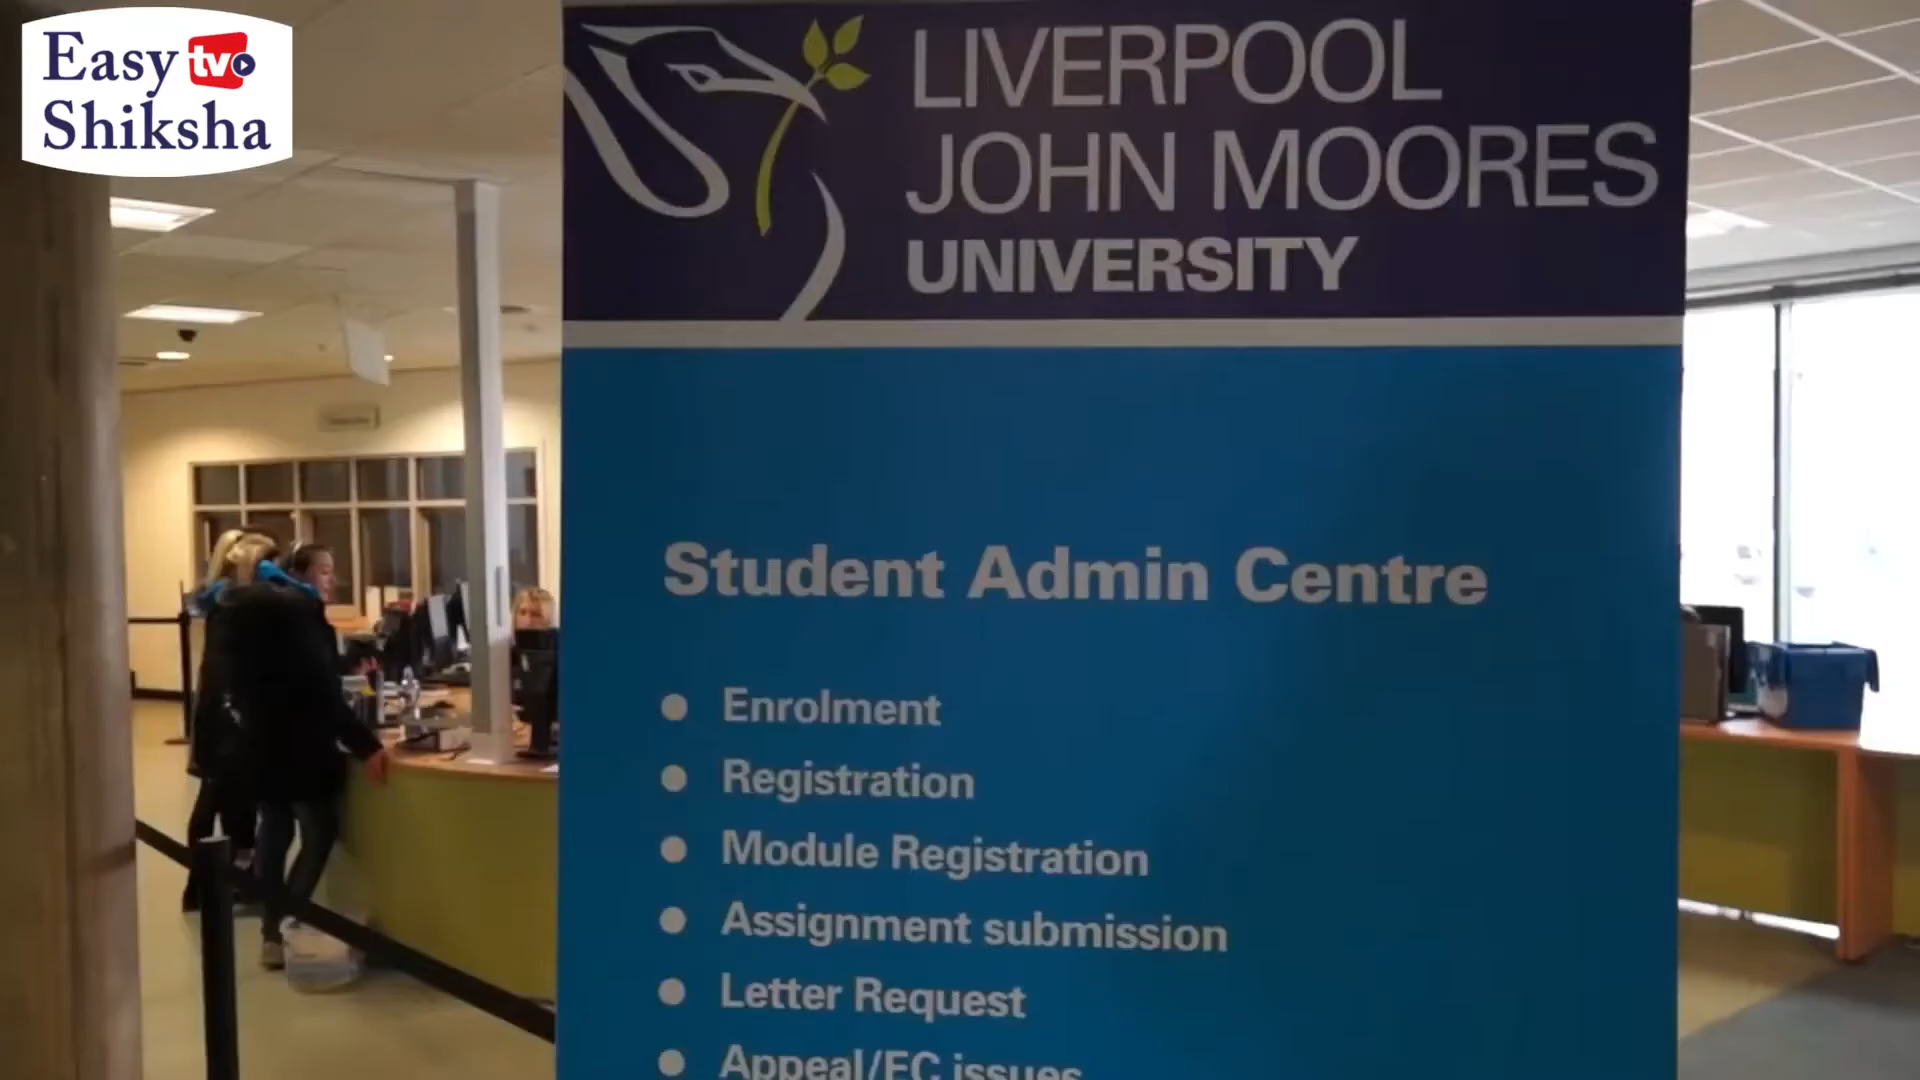 Easy tv
Shiksha
LIVERPOOL
JOHN MOORES
UNIVERSITY
Student Admin Centre
● Enrolment
● Registration
● Module Registration
● Assignment submission
● Letter Request
● Appeal/EC issues